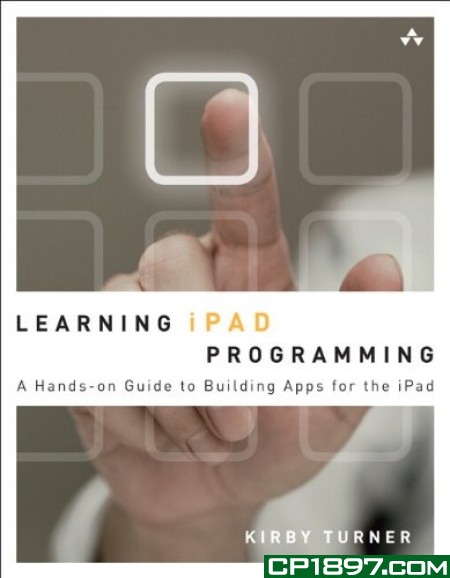 LEARNING iPAD
PROGRAMMING
A Hands-on Guide to Building Apps for the iPad
KIRBY TURNER
CP1897.COM